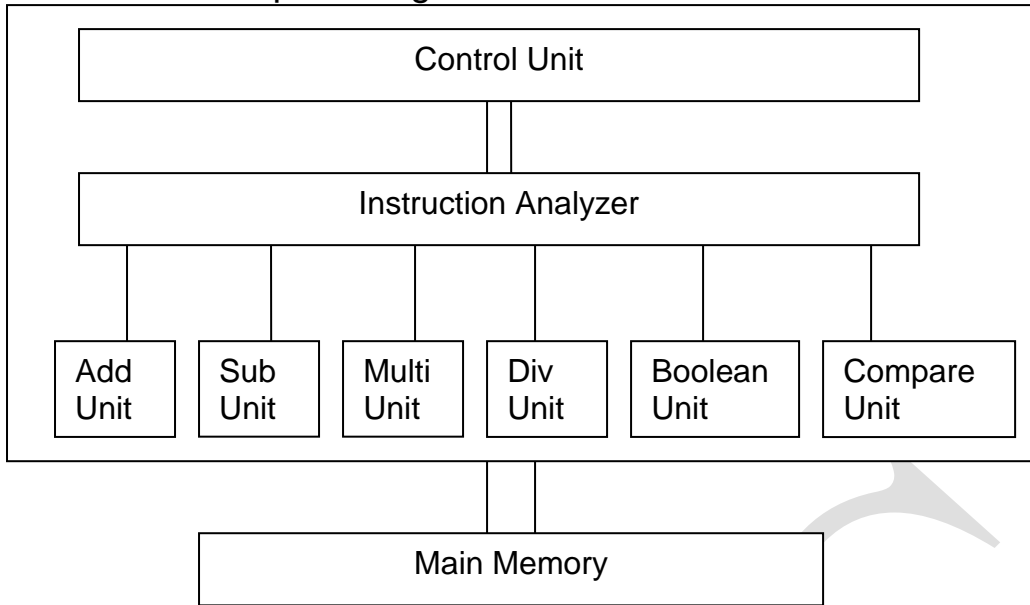 Control Unit
Instruction Analyzer
Add
Unit
Sub
Unit
Multi
Unit
Div
Unit
Boolean
Unit
Compare
Unit
Main Memory